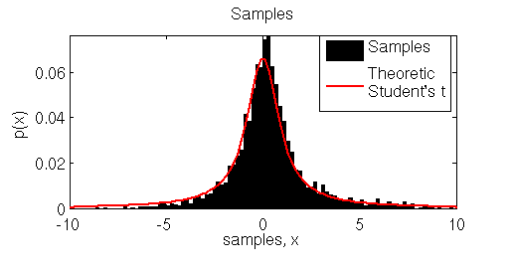 Samples
Samples
Theoretic
Student's t
0.06
0.04
0.02
0
p(x)
-10
-5
0
5
10
samples, x